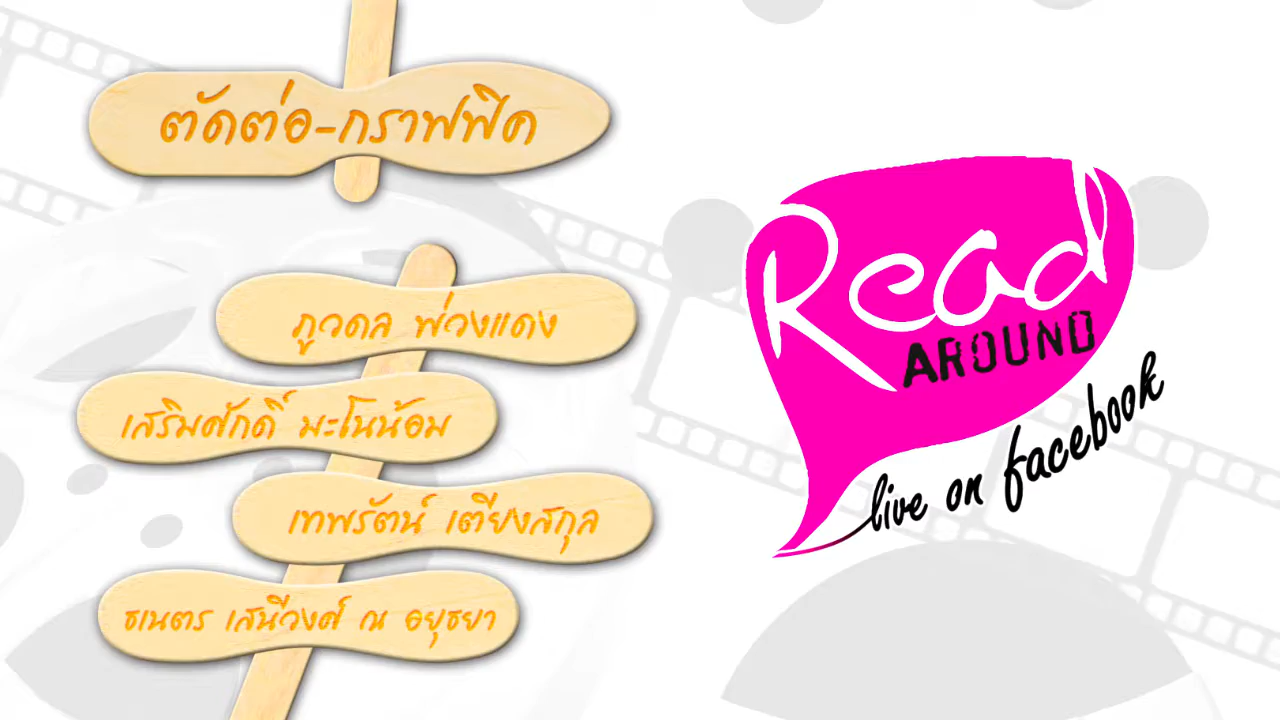 ตัดต่อ-กราฟฟิค
ภูวดล พ่วงแดง
เสริมศักดิ์ มะโนน้อม
เทพรัตน์ เตียงสกุล
ธเนตร เสนีวงศ์ ณ อยุธยา
Read
AROUND
live on facebook